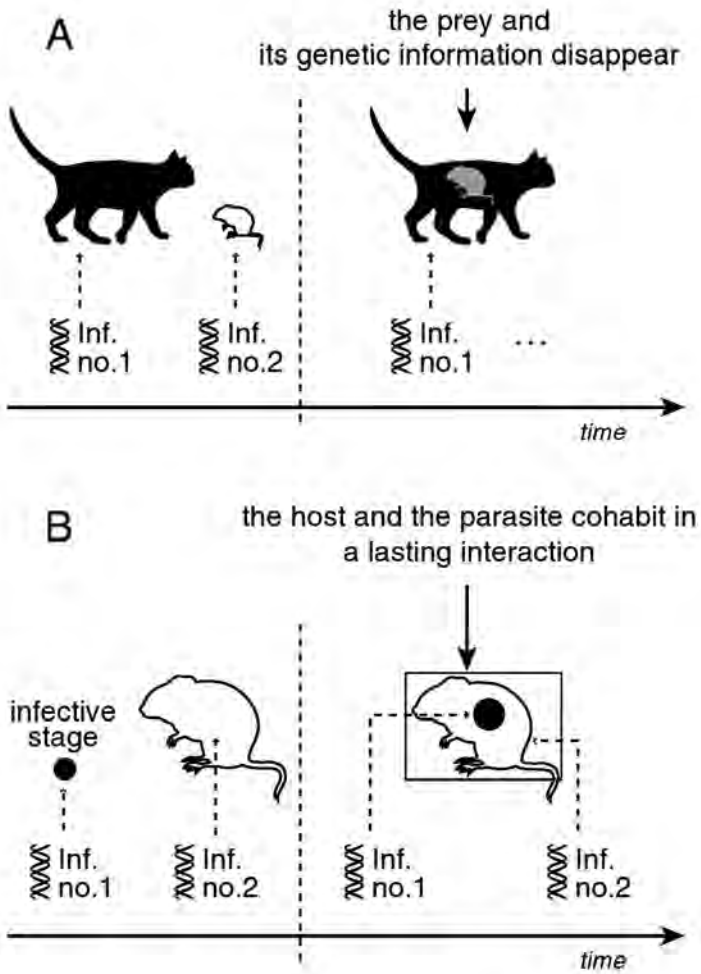 A
the prey and
its genetic information disappear
Inf.
no.1
Inf.
no.2
Inf.
no.1
...
time
B
the host and the parasite cohabit in
a lasting interaction
infective
stage
Inf.
no.1
Inf.
no.2
Inf.
no.1
Inf.
no.2
time